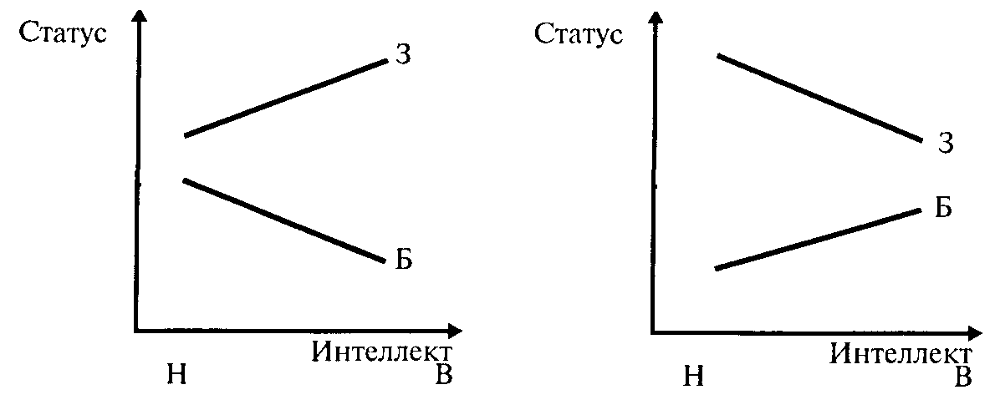 Статус
З
Б
Интеллект
Н В
Статус
З
Б
Интеллект
Н В